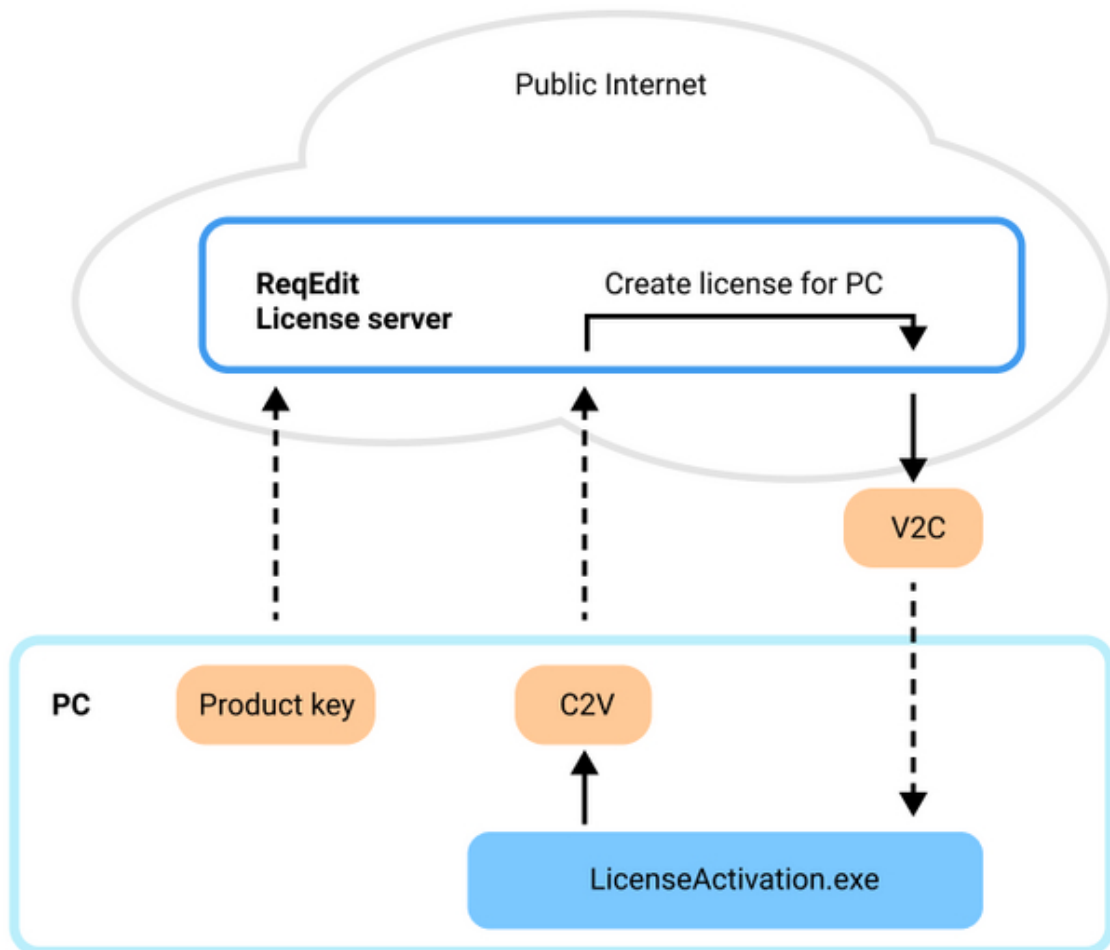 Public Internet
ReqEdit
License server
Create license for PC
V2C
PC
Product key
C2V
LicenseActivation.exe